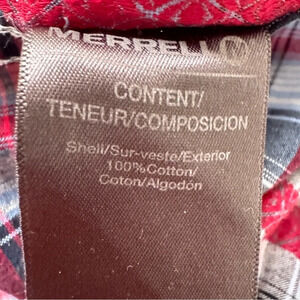 MERRELL
CONTENT/
TENEUR/COMPOSICION
Shell/Sur-veste/Exterior
100%Cotton/
Coton/Algodón